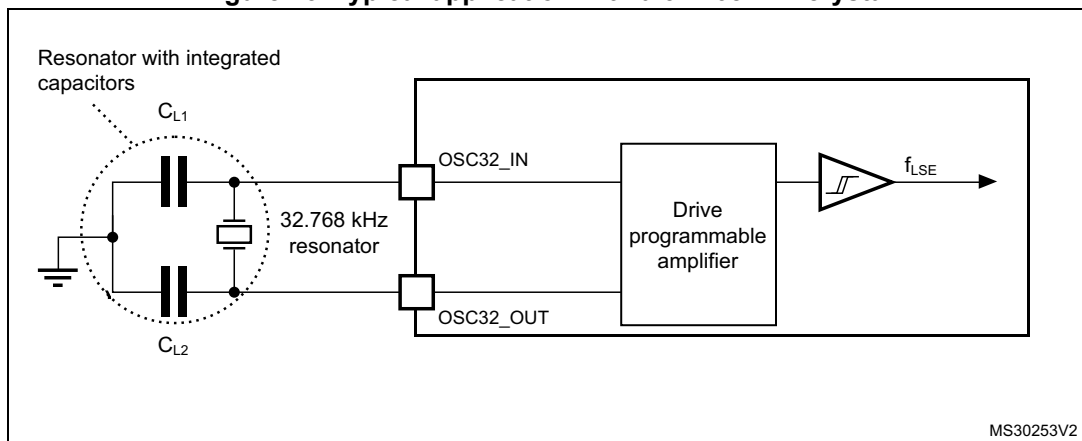 Resonator with integrated
capacitors
CL1
OSC32_IN
fLSE
32.768 kHz
resonator
Drive
programmable
amplifier
OSC32_OUT
CL2
MS30253V2